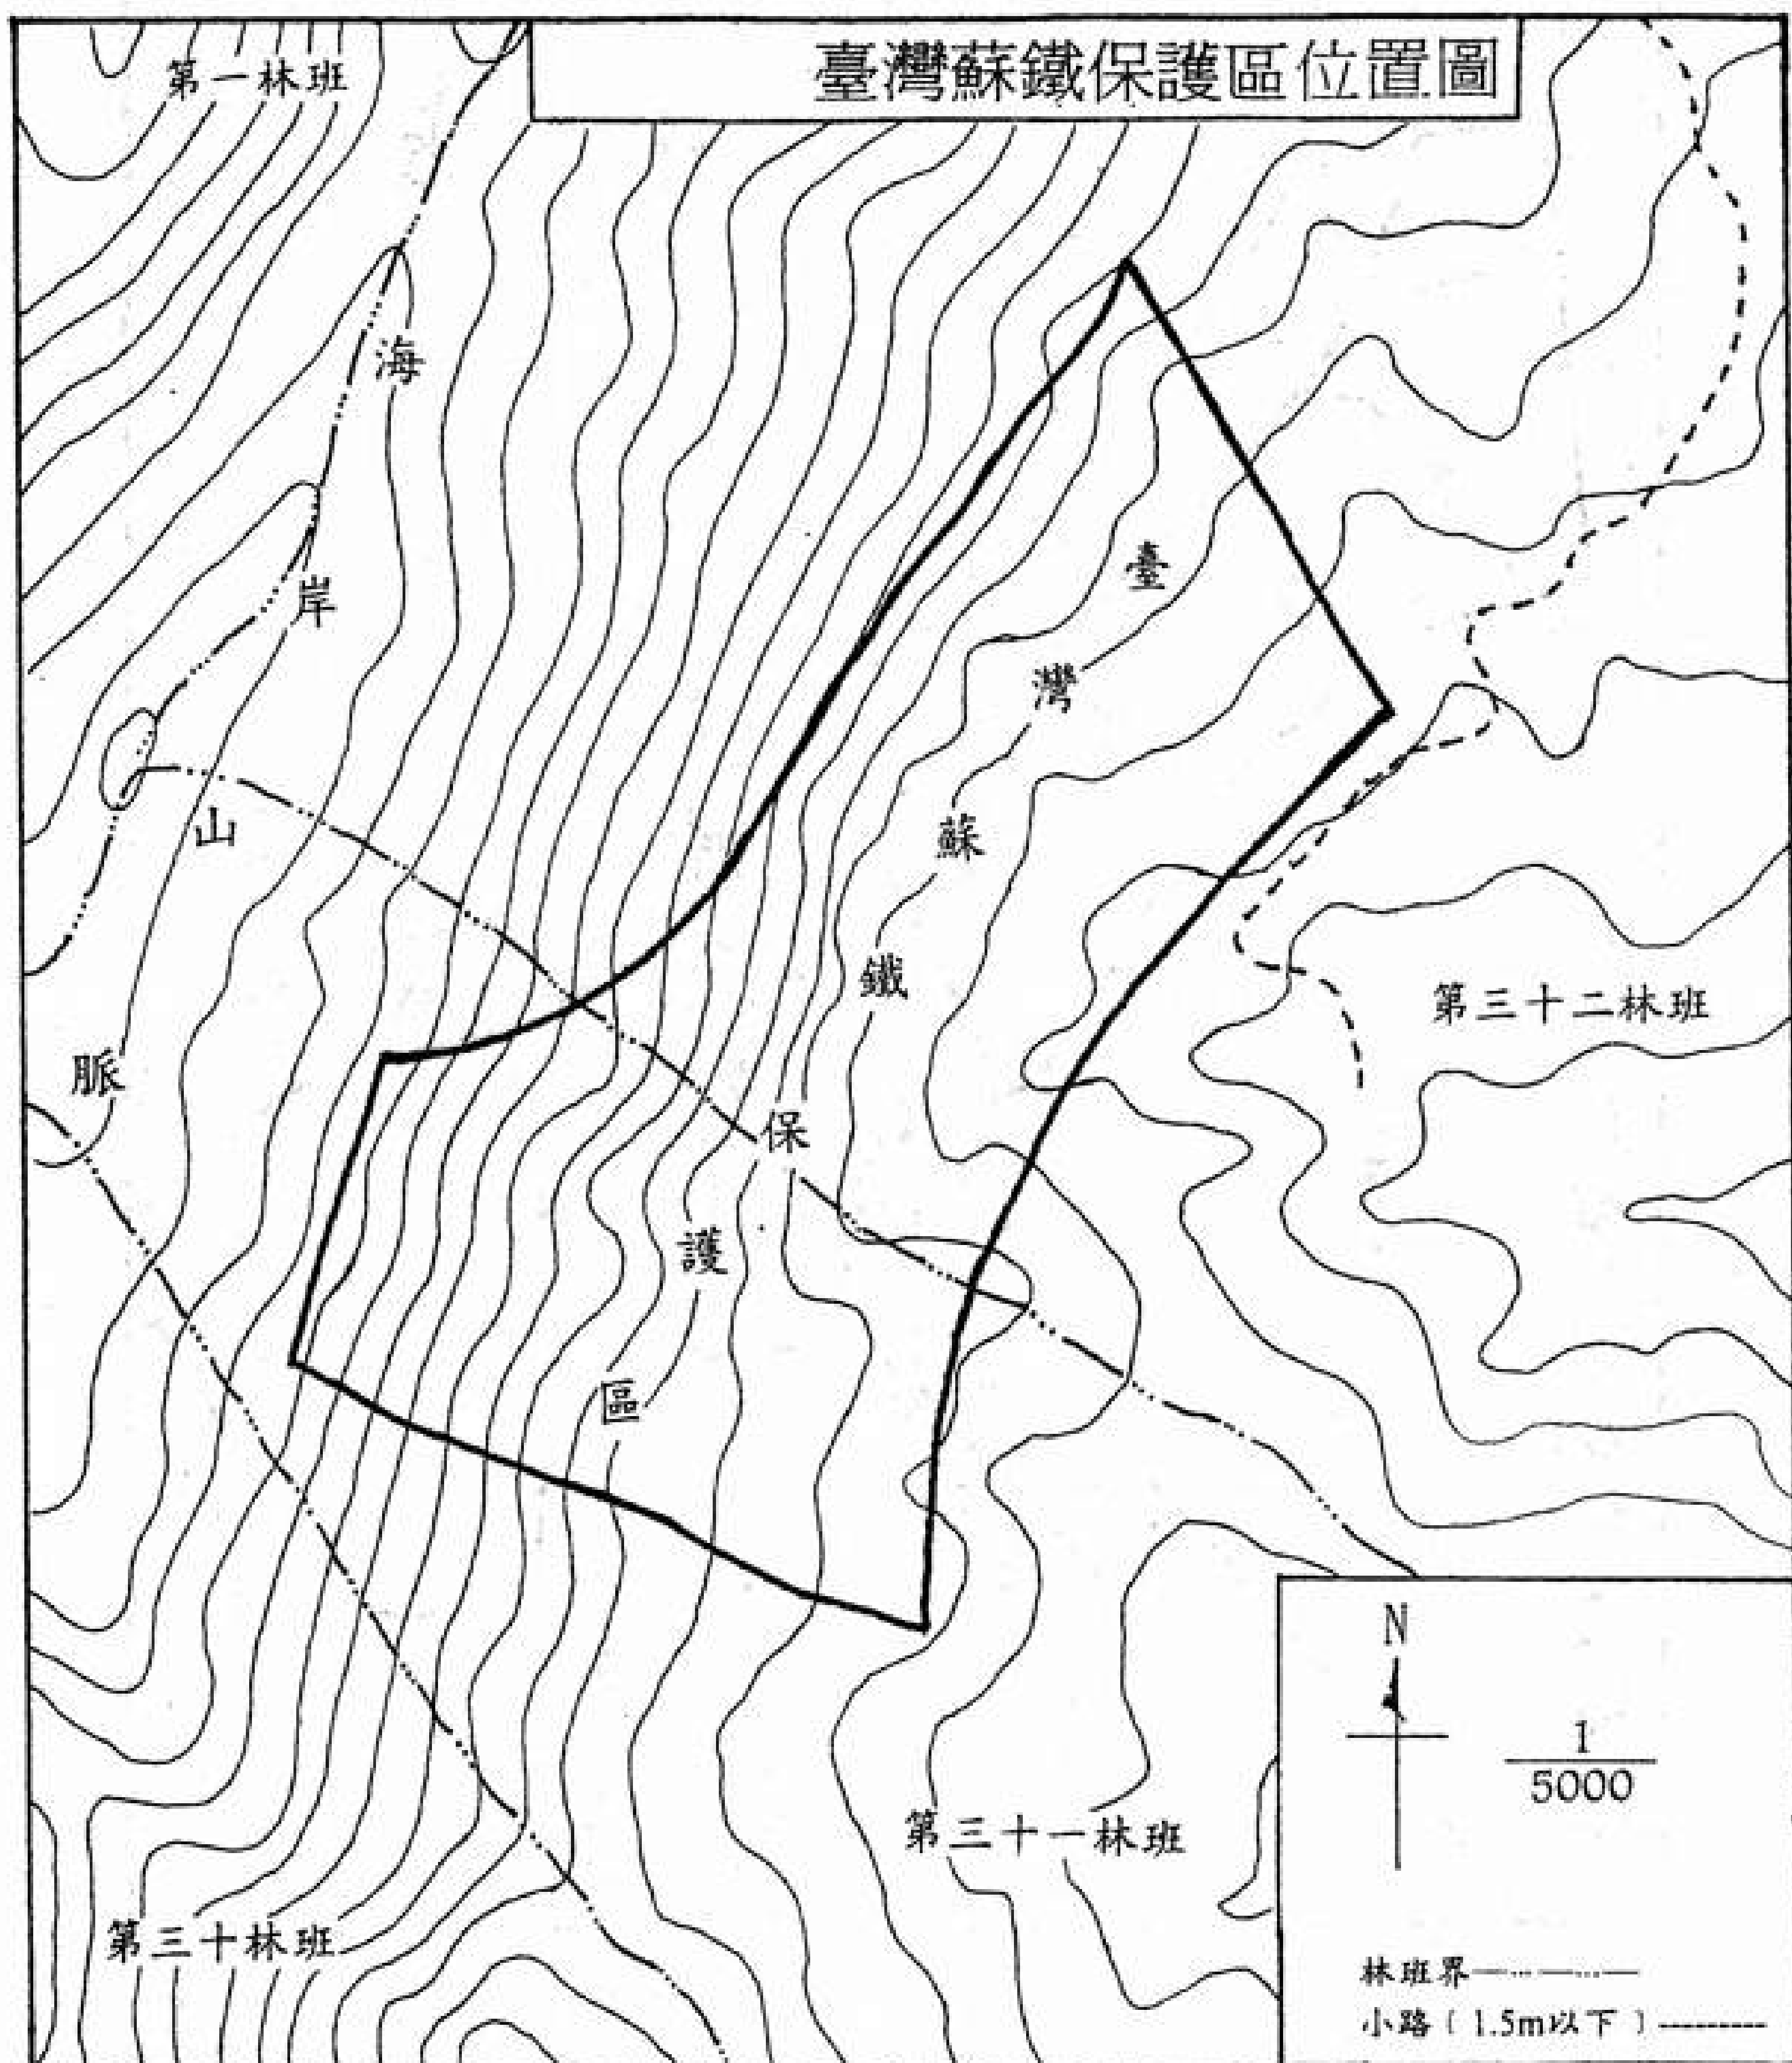 臺灣蘇鐵保護區位置圖
第一林班
海岸山脈
臺灣蘇鐵保護區
第三十二林班
第三十一林班
第三十林班
N
1
5000
林班界
小路(1.5m以下)